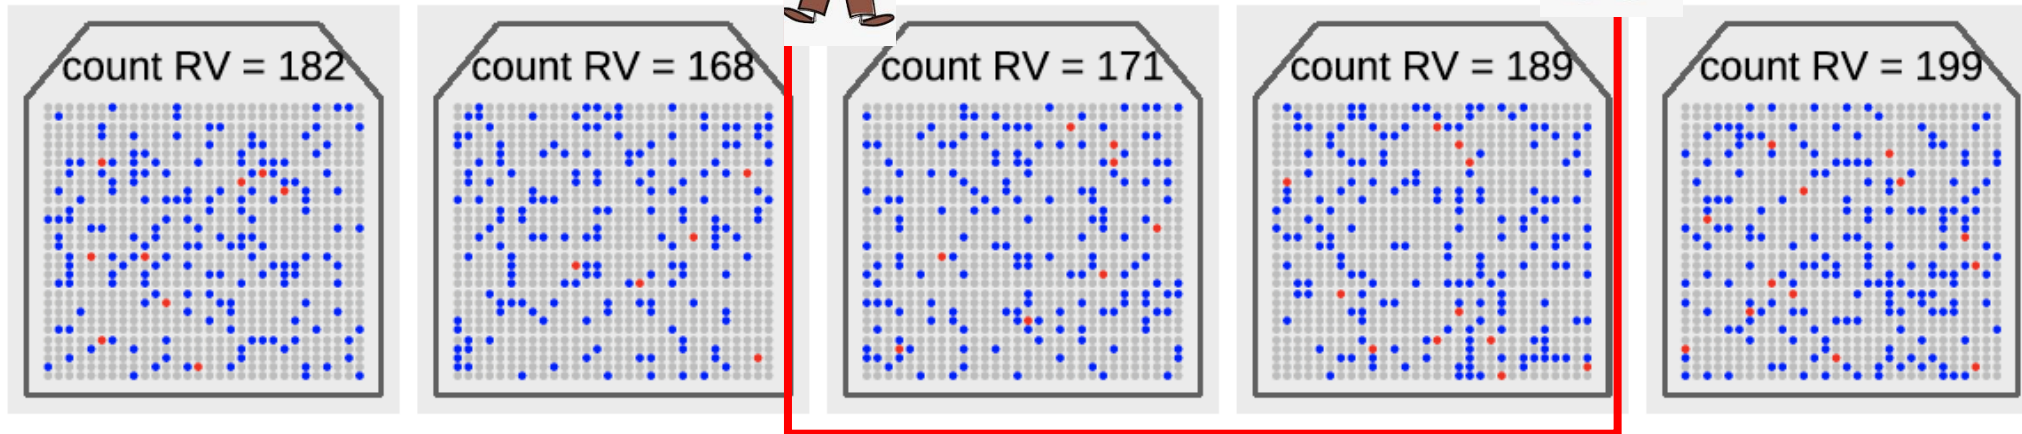 count RV = 182
count RV = 168
count RV = 171
count RV = 189
count RV = 199